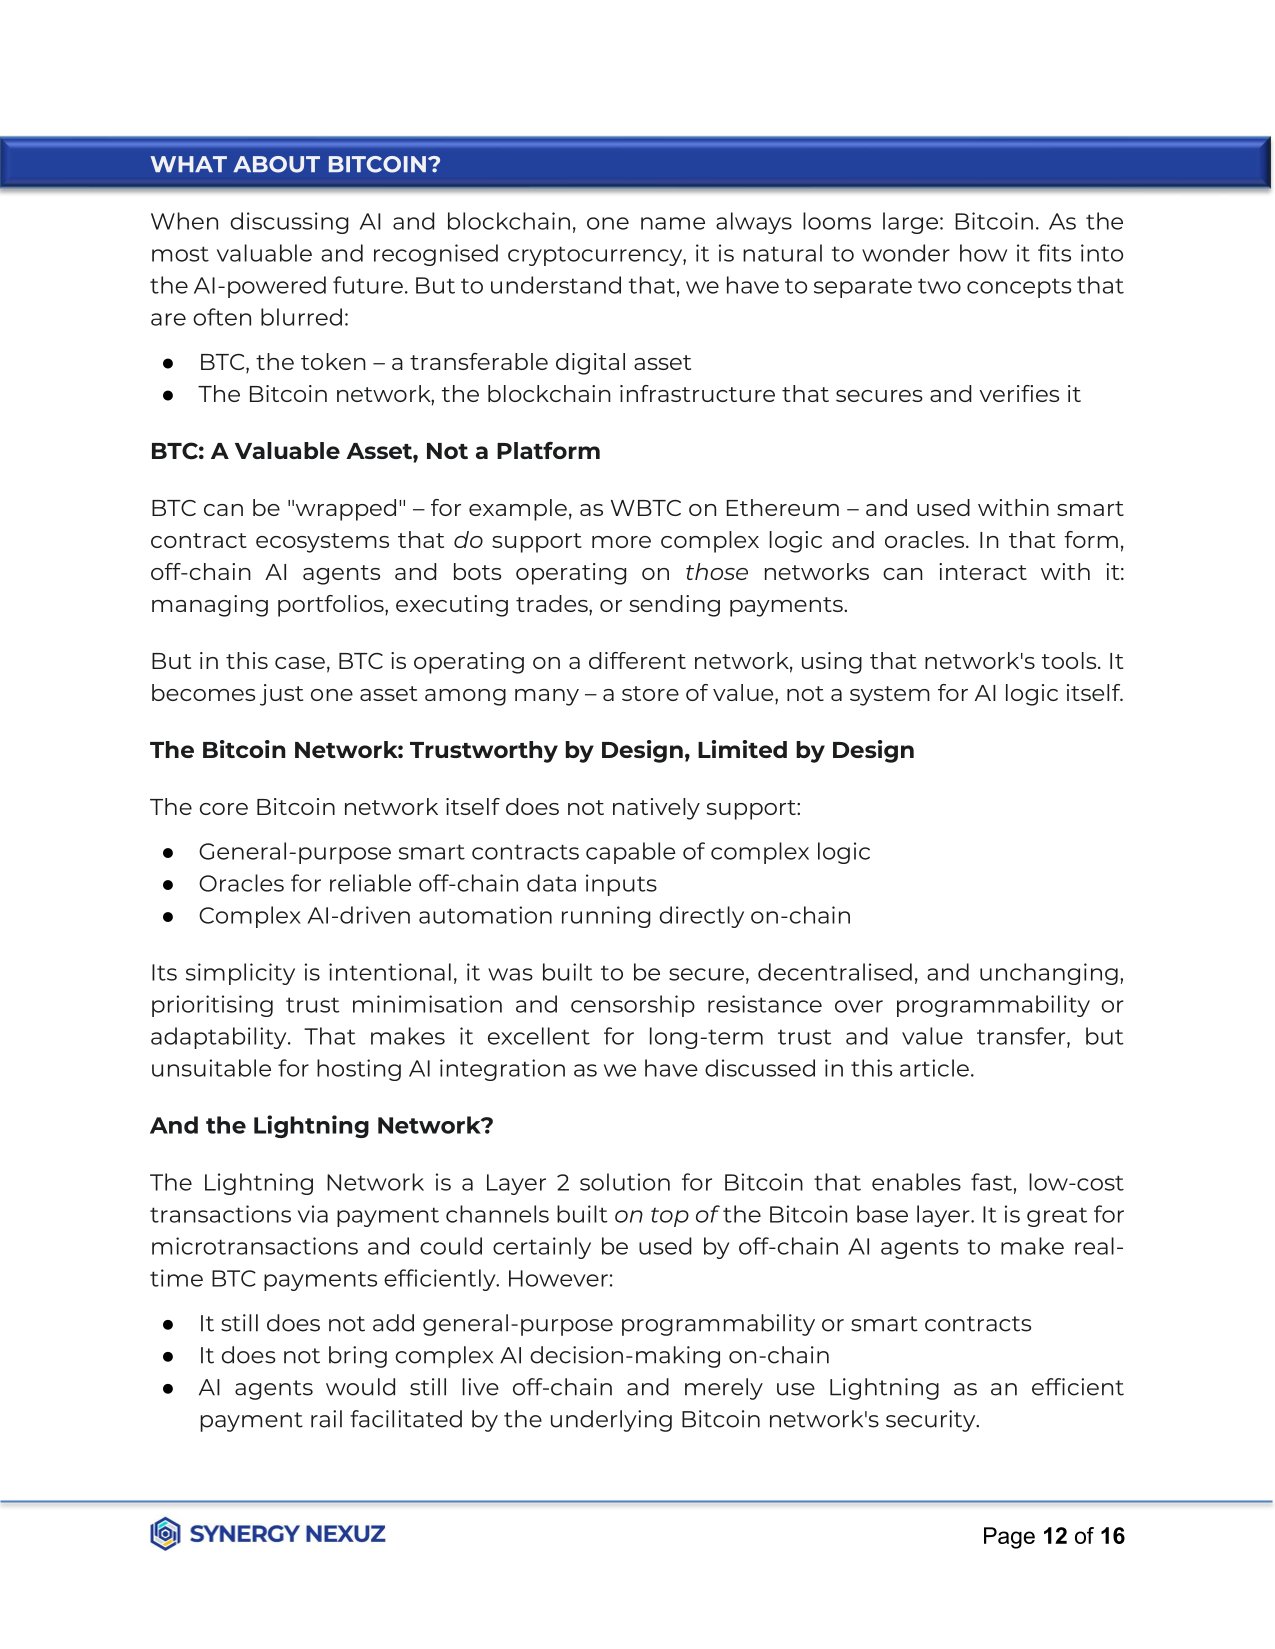 WHAT ABOUT BITCOIN?
When discussing AI and blockchain, one name always looms large: Bitcoin. As the
most valuable and recognised cryptocurrency, it is natural to wonder how it fits into
the AI-powered future. But to understand that, we have to separate two concepts that
are often blurred:
● BTC, the token – a transferable digital asset
● The Bitcoin network, the blockchain infrastructure that secures and verifies it
BTC: A Valuable Asset, Not a Platform
BTC can be "wrapped" – for example, as WBTC on Ethereum – and used within smart
contract ecosystems that do support more complex logic and oracles. In that form,
off-chain AI agents and bots operating on those networks can interact with it:
managing portfolios, executing trades, or sending payments.
But in this case, BTC is operating on a different network, using that network's tools. It
becomes just one asset among many – a store of value, not a system for AI logic itself.
The Bitcoin Network: Trustworthy by Design, Limited by Design
The core Bitcoin network itself does not natively support:
● General-purpose smart contracts capable of complex logic
● Oracles for reliable off-chain data inputs
● Complex AI-driven automation running directly on-chain
Its simplicity is intentional, it was built to be secure, decentralised, and unchanging,
prioritising trust minimisation and censorship resistance over programmability or
adaptability. That makes it excellent for long-term trust and value transfer, but
unsuitable for hosting AI integration as we have discussed in this article.
And the Lightning Network?
The Lightning Network is a Layer 2 solution for Bitcoin that enables fast, low-cost
transactions via payment channels built on top of the Bitcoin base layer. It is great for
microtransactions and could certainly be used by off-chain AI agents to make real-
time BTC payments efficiently. However:
● It still does not add general-purpose programmability or smart contracts
● It does not bring complex AI decision-making on-chain
● AI agents would still live off-chain and merely use Lightning as an efficient
payment rail facilitated by the underlying Bitcoin network's security.
SYNERGY NEXUZ
Page 12 of 16